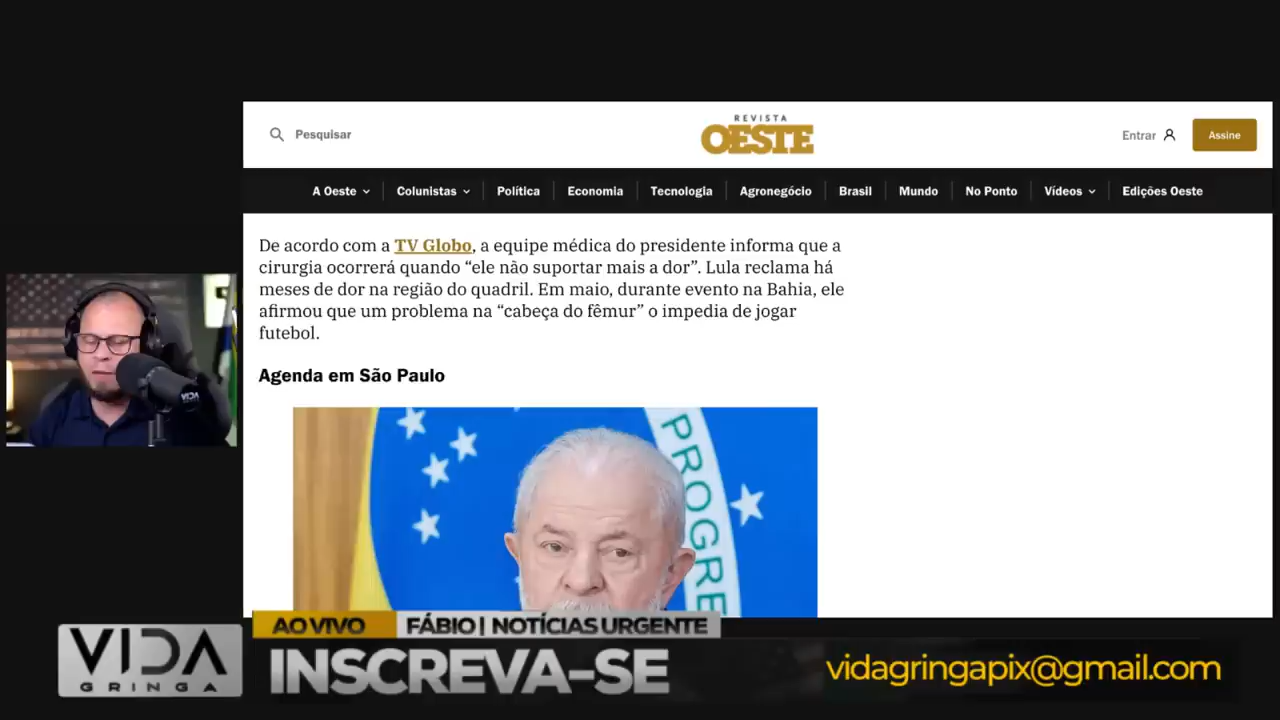 Pesquisar
REVISTA
OESTE
Entrar
Assine
A Oeste
Colunistas
Política
Economia
Tecnologia
Agronegócio
Brasil
Mundo
No Ponto
Vídeos
Edições Oeste
De acordo com a TV Globo, a equipe médica do presidente informa que a
cirurgia ocorrerá quando “ele não suportar mais a dor”. Lula reclama há
meses de dor na região do quadril. Em maio, durante evento na Bahia, ele
afirmou que um problema na “cabeça do fêmur” o impedia de jogar
futebol.
Agenda em São Paulo
PROGRE
VIDA
AO VIVO
FÁBIO | NOTÍCIAS URGENTE
VIDA
GRINGA
INSCREVA-SE
vidagringapix@gmail.com